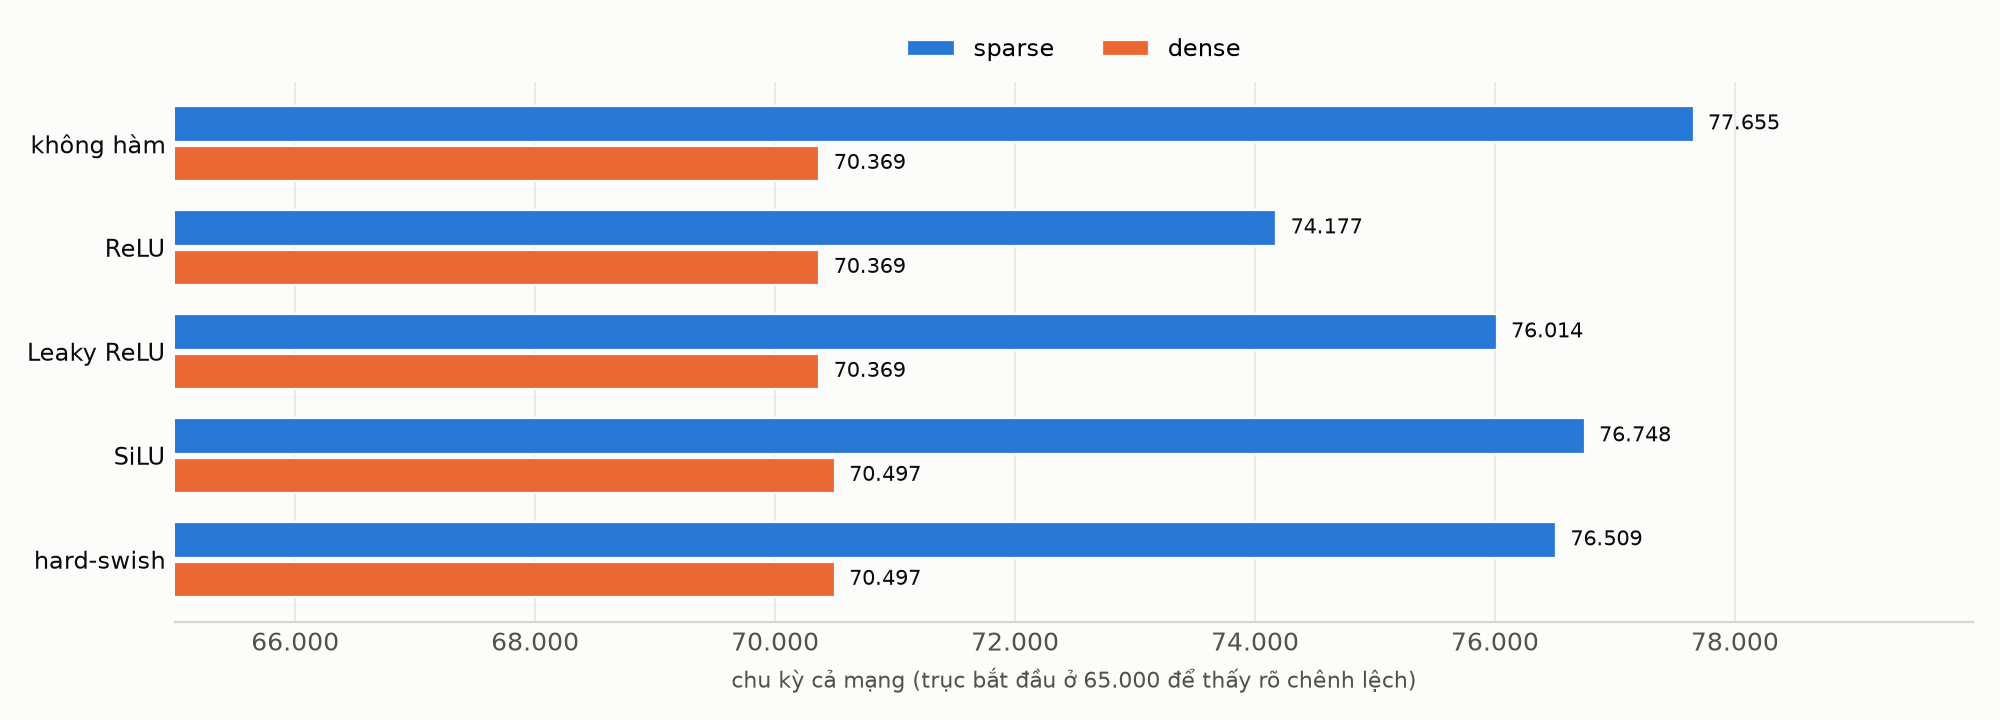 sparse dense
không hàm
77.655
70.369
ReLU
74.177
70.369
Leaky ReLU
76.014
70.369
SiLU
76.748
70.497
hard-swish
76.509
70.497
66.000 68.000 70.000 72.000 74.000 76.000 78.000
chu kỳ cả mạng (trục bắt đầu ở 65.000 để thấy rõ chênh lệch)